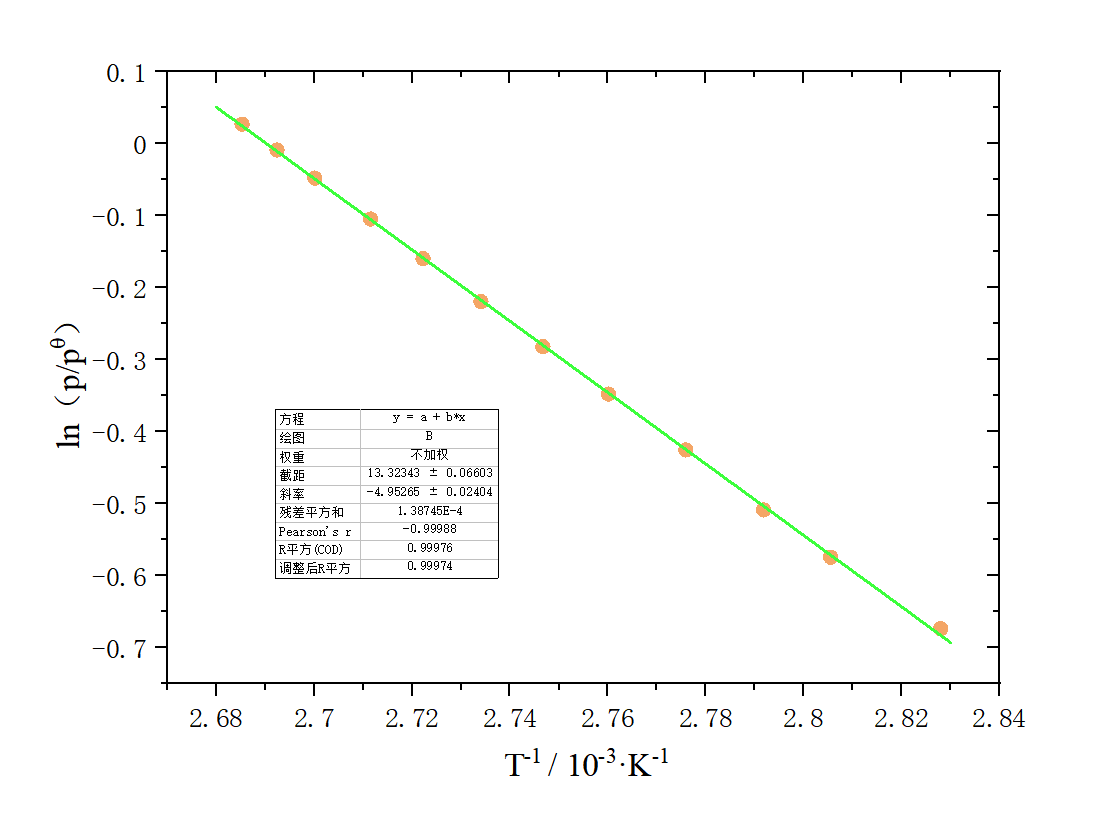 0.1
0
-0.1
-0.2
-0.3
-0.4
-0.5
-0.6
-0.7
ln（p/pθ）
方程 y = a + b*x
绘图 B
权重 不加权
截距 13.32343 ± 0.06603
斜率 -4.95265 ± 0.02404
残差平方和 1.38745E-4
Pearson's r -0.99988
R平方(COD) 0.99976
调整后R平方 0.99974
2.68 2.7 2.72 2.74 2.76 2.78 2.8 2.82 2.84
T-1 / 10-3·K-1